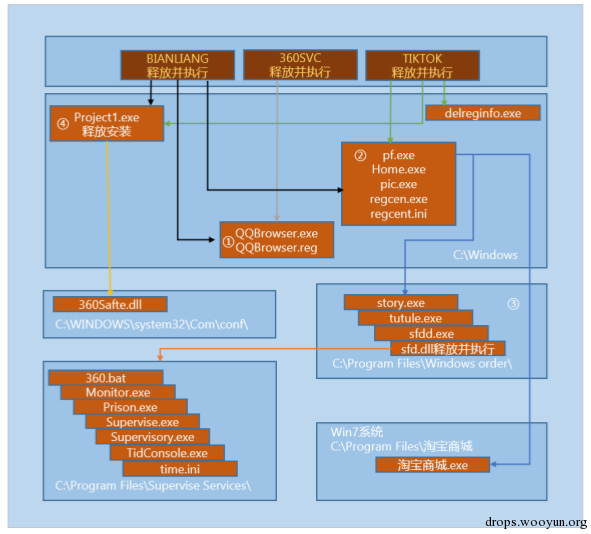 BIANLIANG
释放并执行
360SVC
释放并执行
TIKTOK
释放并执行
④ Project1.exe
释放安装
delreginfo.exe
② pf.exe
Home.exe
pic.exe
regcen.exe
regcent.ini
① QQBrowser.exe
QQBrowser.reg
C:\Windows
360Safte.dll
C:\WINDOWS\system32\Com\conf\
story.exe
③
tutule.exe
sfdd.exe
sfd.dll释放并执行
C:\Program Files\Windows order\
360.bat
Monitor.exe
Prison.exe
Supervise.exe
Supervisory.exe
TidConsole.exe
time.ini
C:\Program Files\Supervise Services\
Win7系统
C:\Program Files\淘宝商城
淘宝商城.exe
drops.wooyun.org